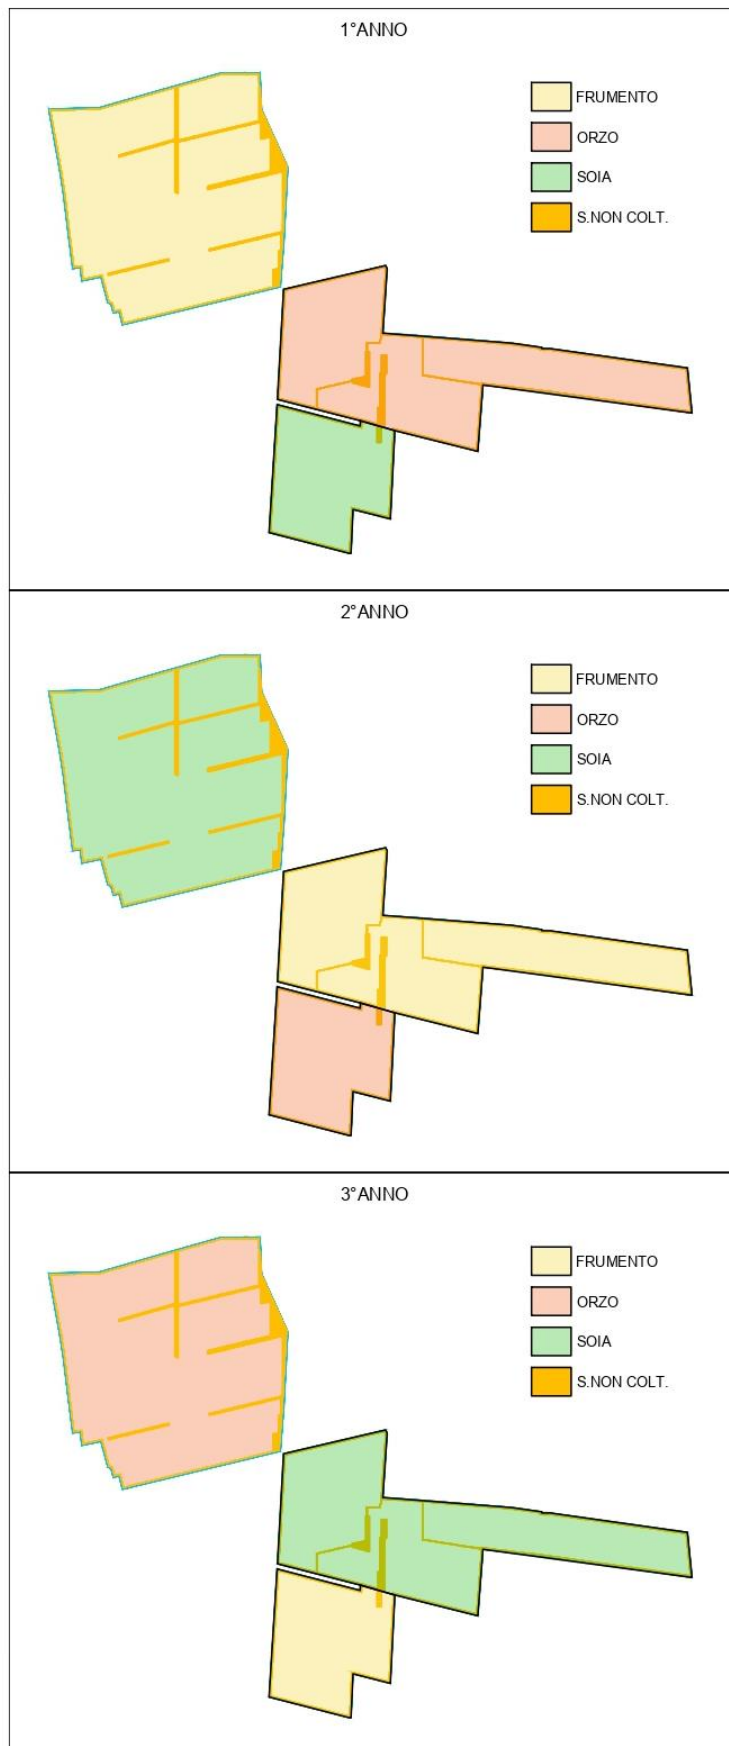 1°ANNO
FRUMENTO
ORZO
SOIA
S.NON COLT.
2°ANNO
FRUMENTO
ORZO
SOIA
S.NON COLT.
3°ANNO
FRUMENTO
ORZO
SOIA
S.NON COLT.